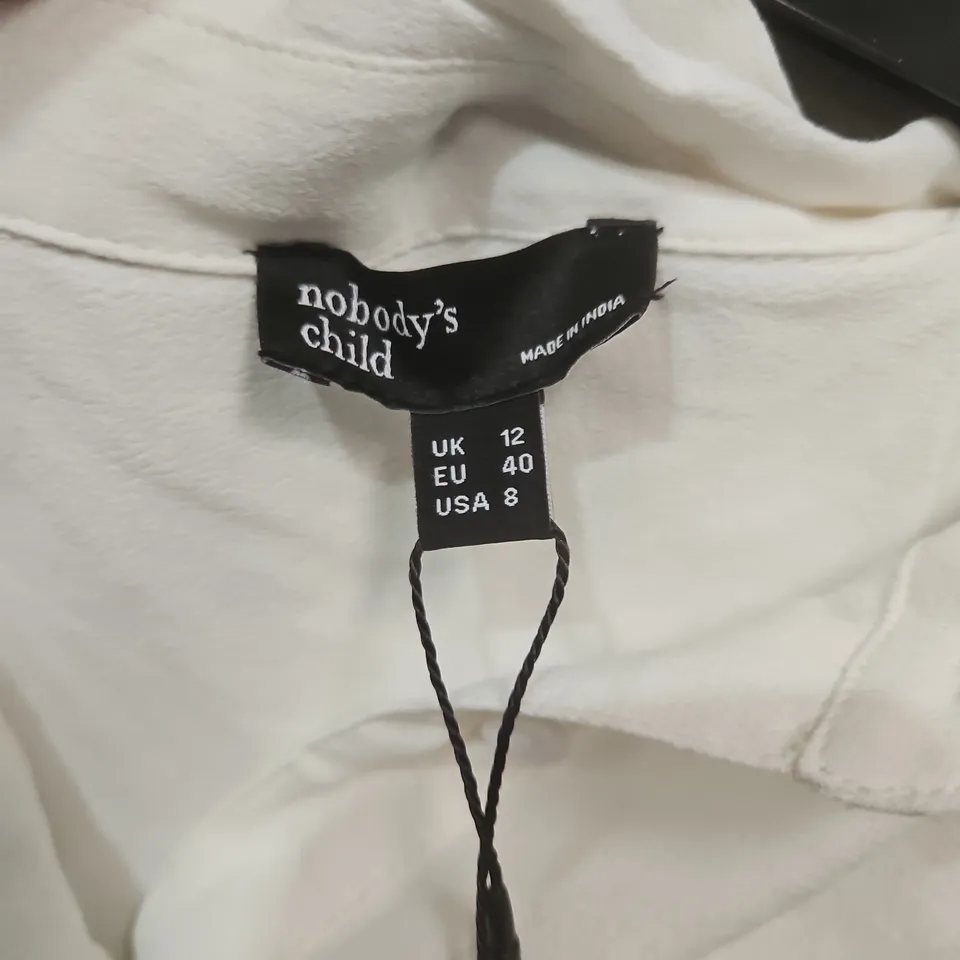 nobody's
child
MADE IN INDIA
UK 12
EU 40
USA 8